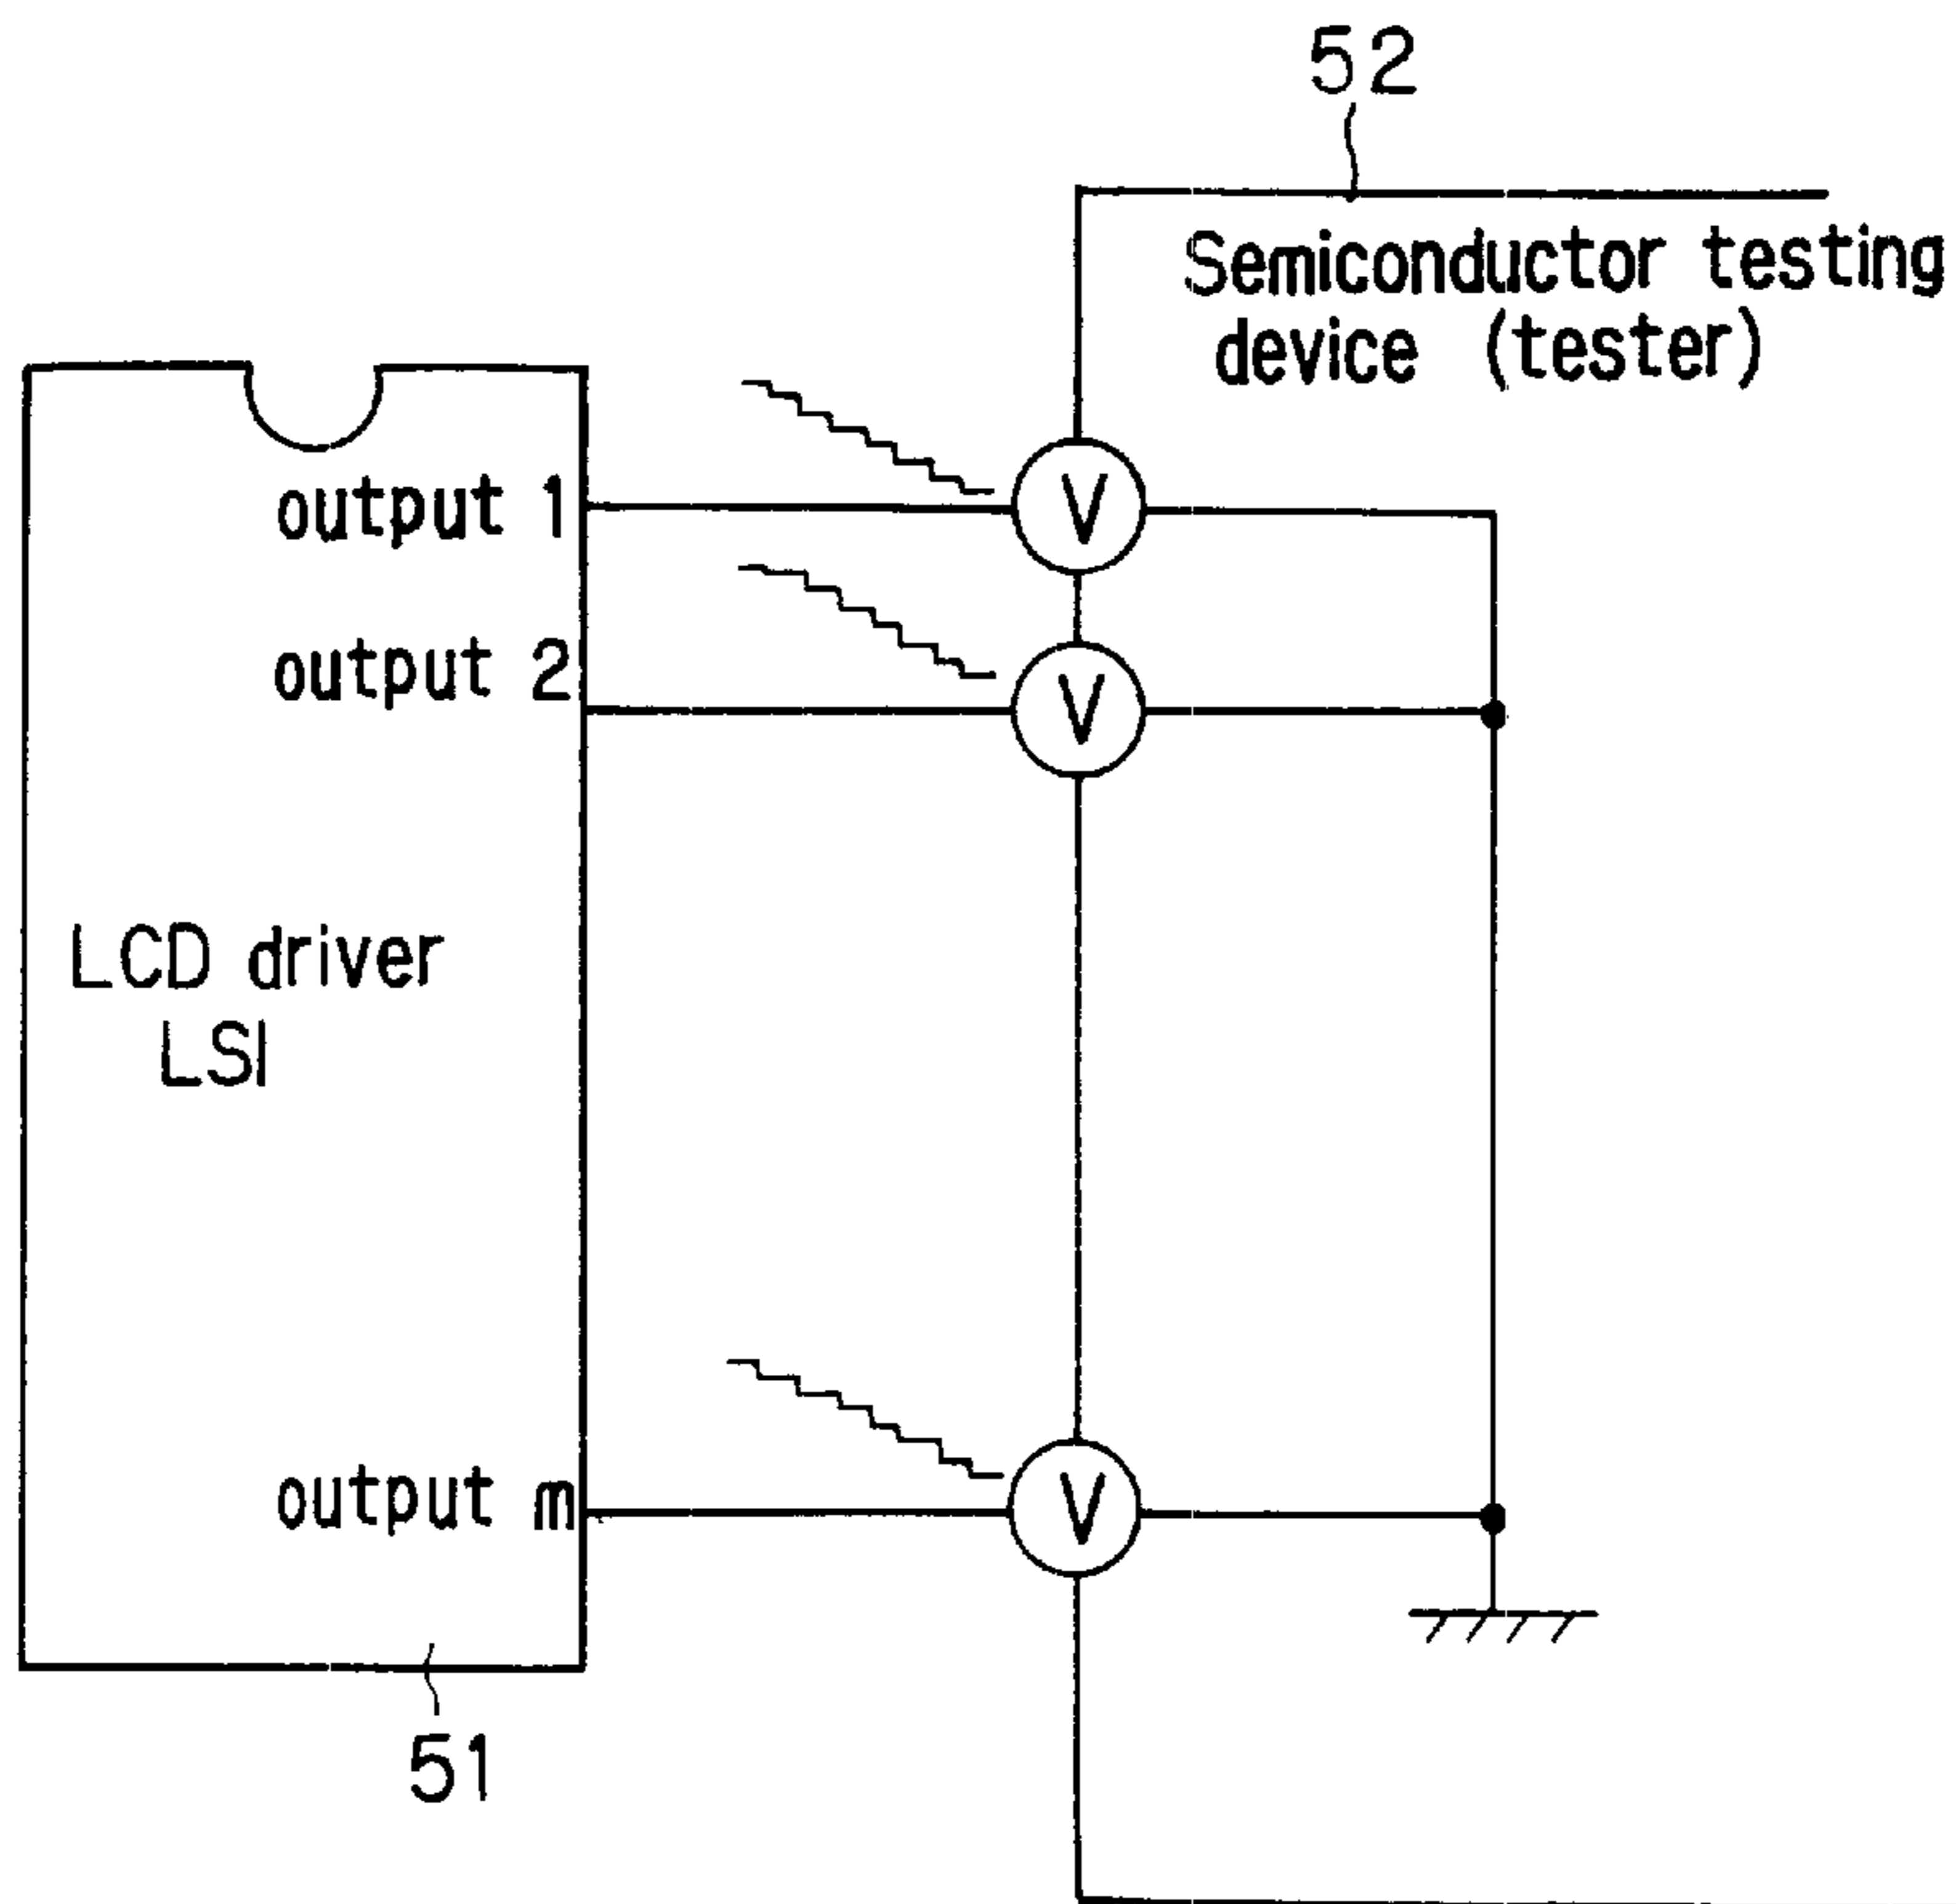 52
Semiconductor testing
device (tester)
output 1
V
output 2
V
LCD driver
LSI
output m
V
51